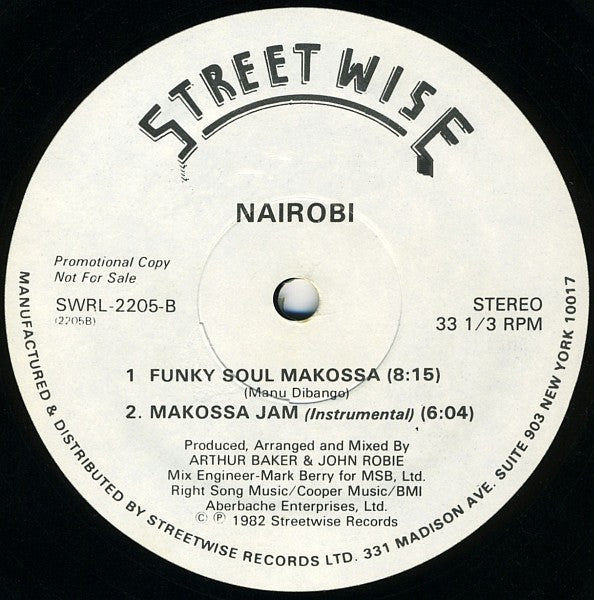 STREETWISE
NAIROBI
Promotional Copy
Not For Sale
SWRL-2205-B
(2205B)
STEREO
33 1/3 RPM
1 FUNKY SOUL MAKOSSA (8:15)
(Manu Dibango)
2. MAKOSSA JAM (Instrumental) (6:04)
Produced, Arranged and Mixed By
ARTHUR BAKER & JOHN ROBIE
Mix Engineer-Mark Berry for MSB, Ltd.
Right Song Music/Cooper Music/BMI
Aberbache Enterprises, Ltd.
© ℗ 1982 Streetwise Records
MANUFACTURED & DISTRIBUTED BY STREETWISE RECORDS LTD. 331 MADISON AVE. SUITE 903 NEW YORK 10017